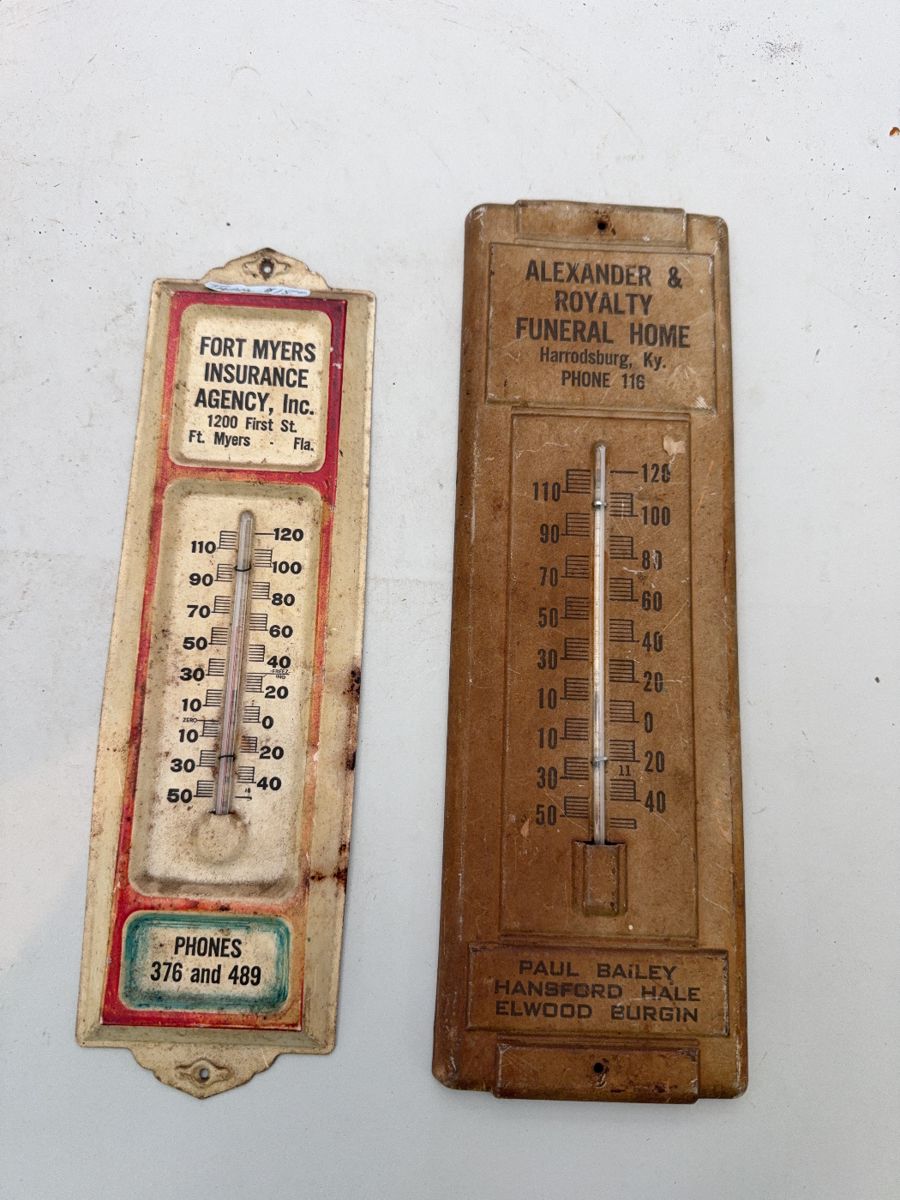 FORT MYERS
INSURANCE
AGENCY, Inc.
1200 First St.
Ft. Myers - Fla.
120
110
100
90
80
70
60
50
40
FREEZ-
ING
30
20
10
ZERO
0
10
20
30
40
50
PHONES
376 and 489
ALEXANDER &
ROYALTY
FUNERAL HOME
Harrodsburg, Ky.
PHONE 116
120
110
100
90
80
70
60
50
40
30
20
10
0
10
20
30
11
40
50
PAUL BAILEY
HANSFORD HALE
ELWOOD BURGIN